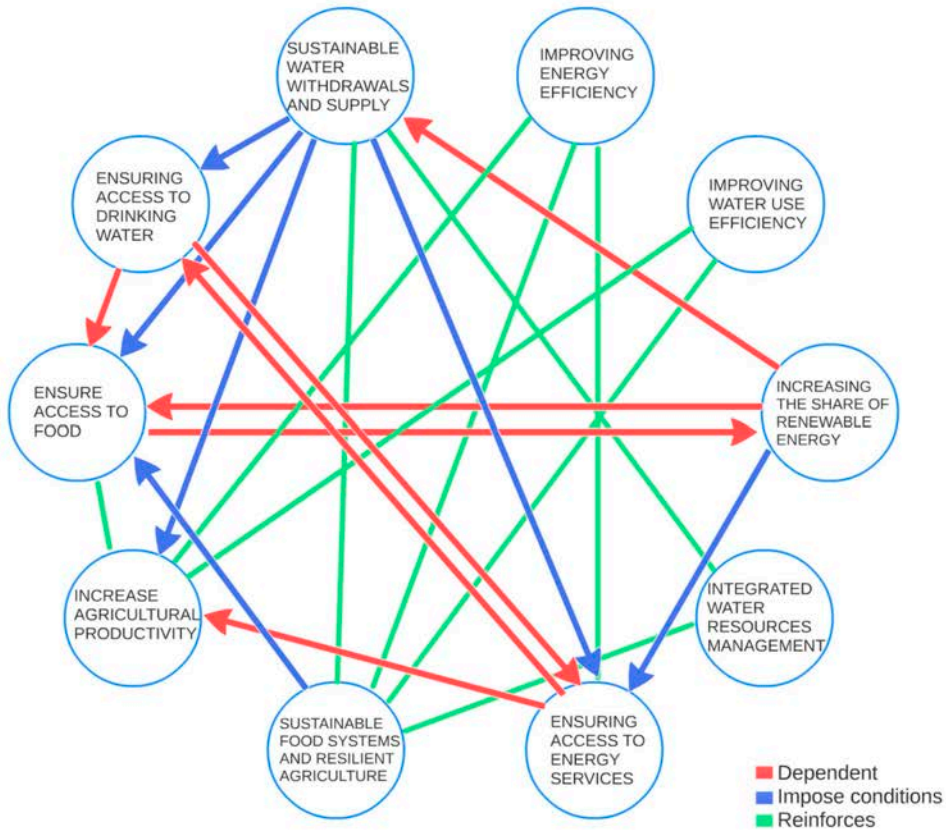 SUSTAINABLE
WATER
WITHDRAWALS
AND SUPPLY
IMPROVING
ENERGY
EFFICIENCY
ENSURING
ACCESS TO
DRINKING
WATER
IMPROVING
WATER USE
EFFICIENCY
ENSURE
ACCESS TO
FOOD
INCREASING
THE SHARE OF
RENEWABLE
ENERGY
INCREASE
AGRICULTURAL
PRODUCTIVITY
INTEGRATED
WATER
RESOURCES
MANAGEMENT
SUSTAINABLE
FOOD SYSTEMS
AND RESILIENT
AGRICULTURE
ENSURING
ACCESS TO
ENERGY
SERVICES
Dependent
Impose conditions
Reinforces